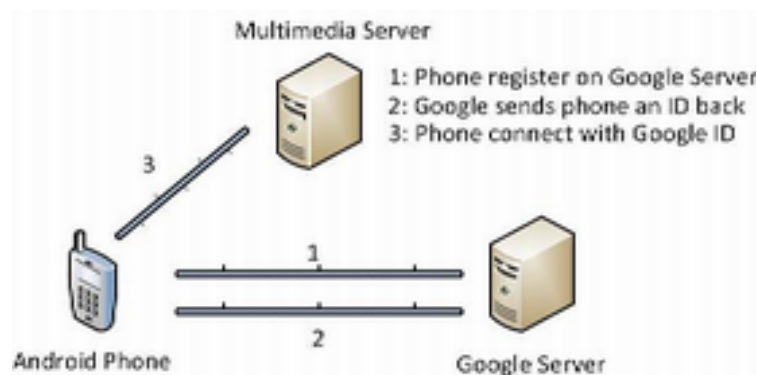 Multimedia Server
1: Phone register on Google Server
2: Google sends phone an ID back
3: Phone connect with Google ID
3
1
2
Android Phone
Google Server